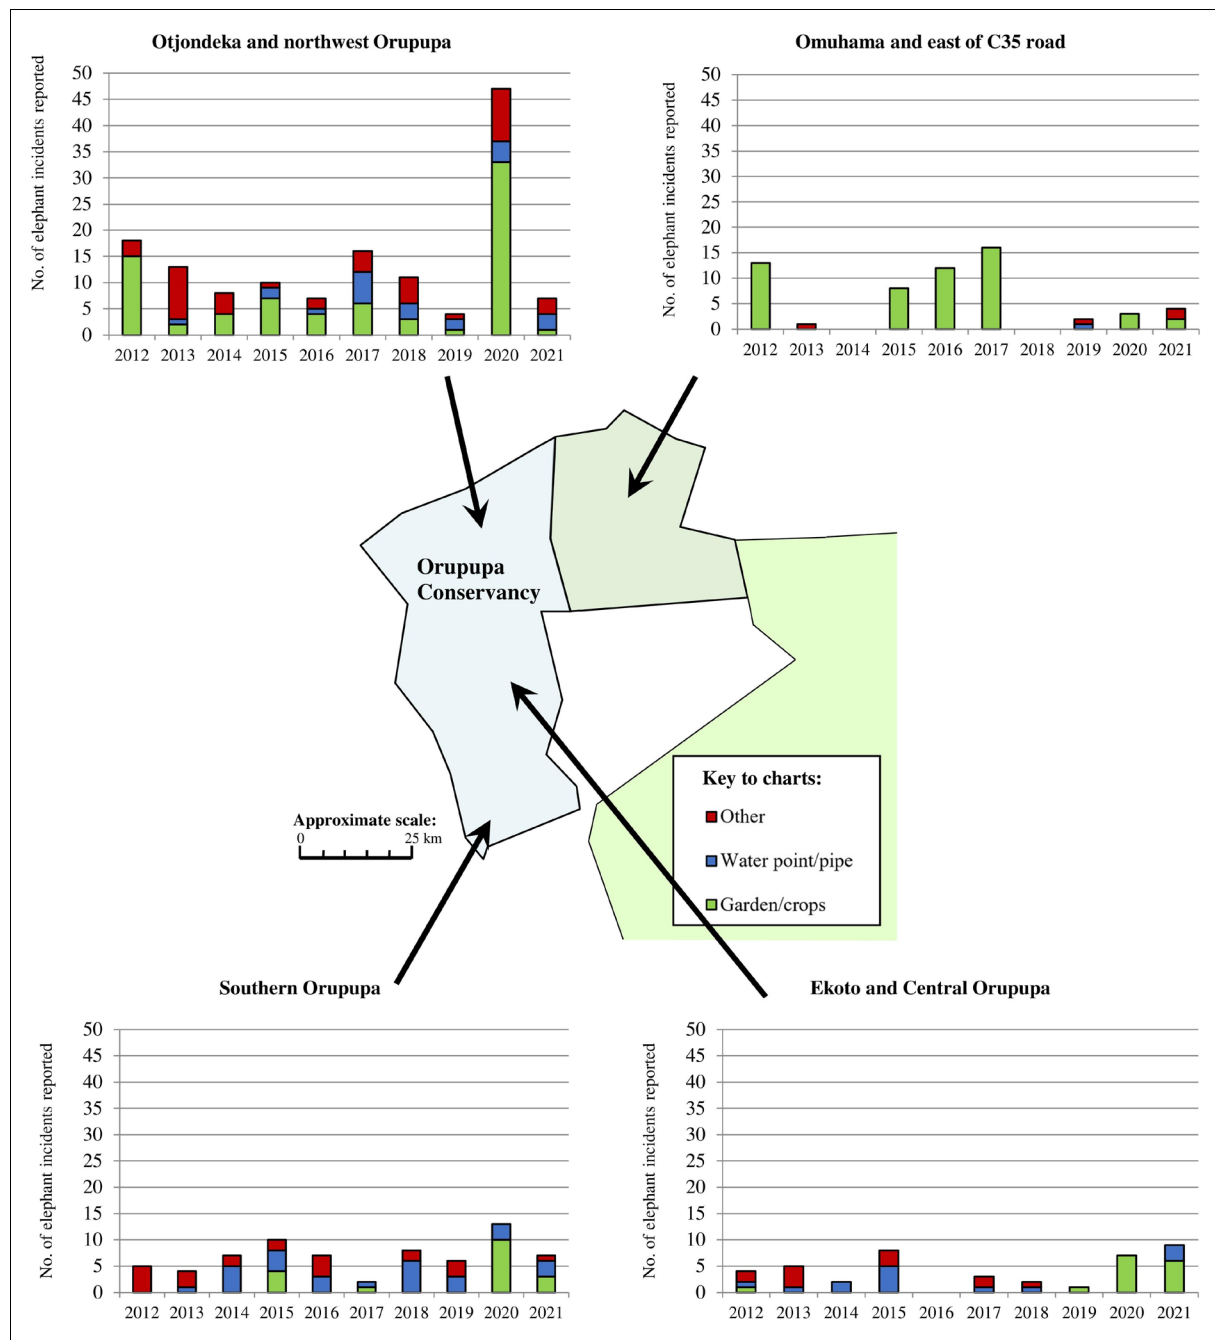 Otjondeka and northwest Orupupa
No. of elephant incidents reported
50
45
40
35
30
25
20
15
10
5
0
2012 2013 2014 2015 2016 2017 2018 2019 2020 2021
Omuhama and east of C35 road
No. of elephant incidents reported
50
45
40
35
30
25
20
15
10
5
0
2012 2013 2014 2015 2016 2017 2018 2019 2020 2021
Orupupa
Conservancy
Approximate scale:
0 25 km
Key to charts:
Other
Water point/pipe
Garden/crops
Southern Orupupa
No. of elephant incidents reported
50
45
40
35
30
25
20
15
10
5
0
2012 2013 2014 2015 2016 2017 2018 2019 2020 2021
Ekoto and Central Orupupa
No. of elephant incidents reported
50
45
40
35
30
25
20
15
10
5
0
2012 2013 2014 2015 2016 2017 2018 2019 2020 2021